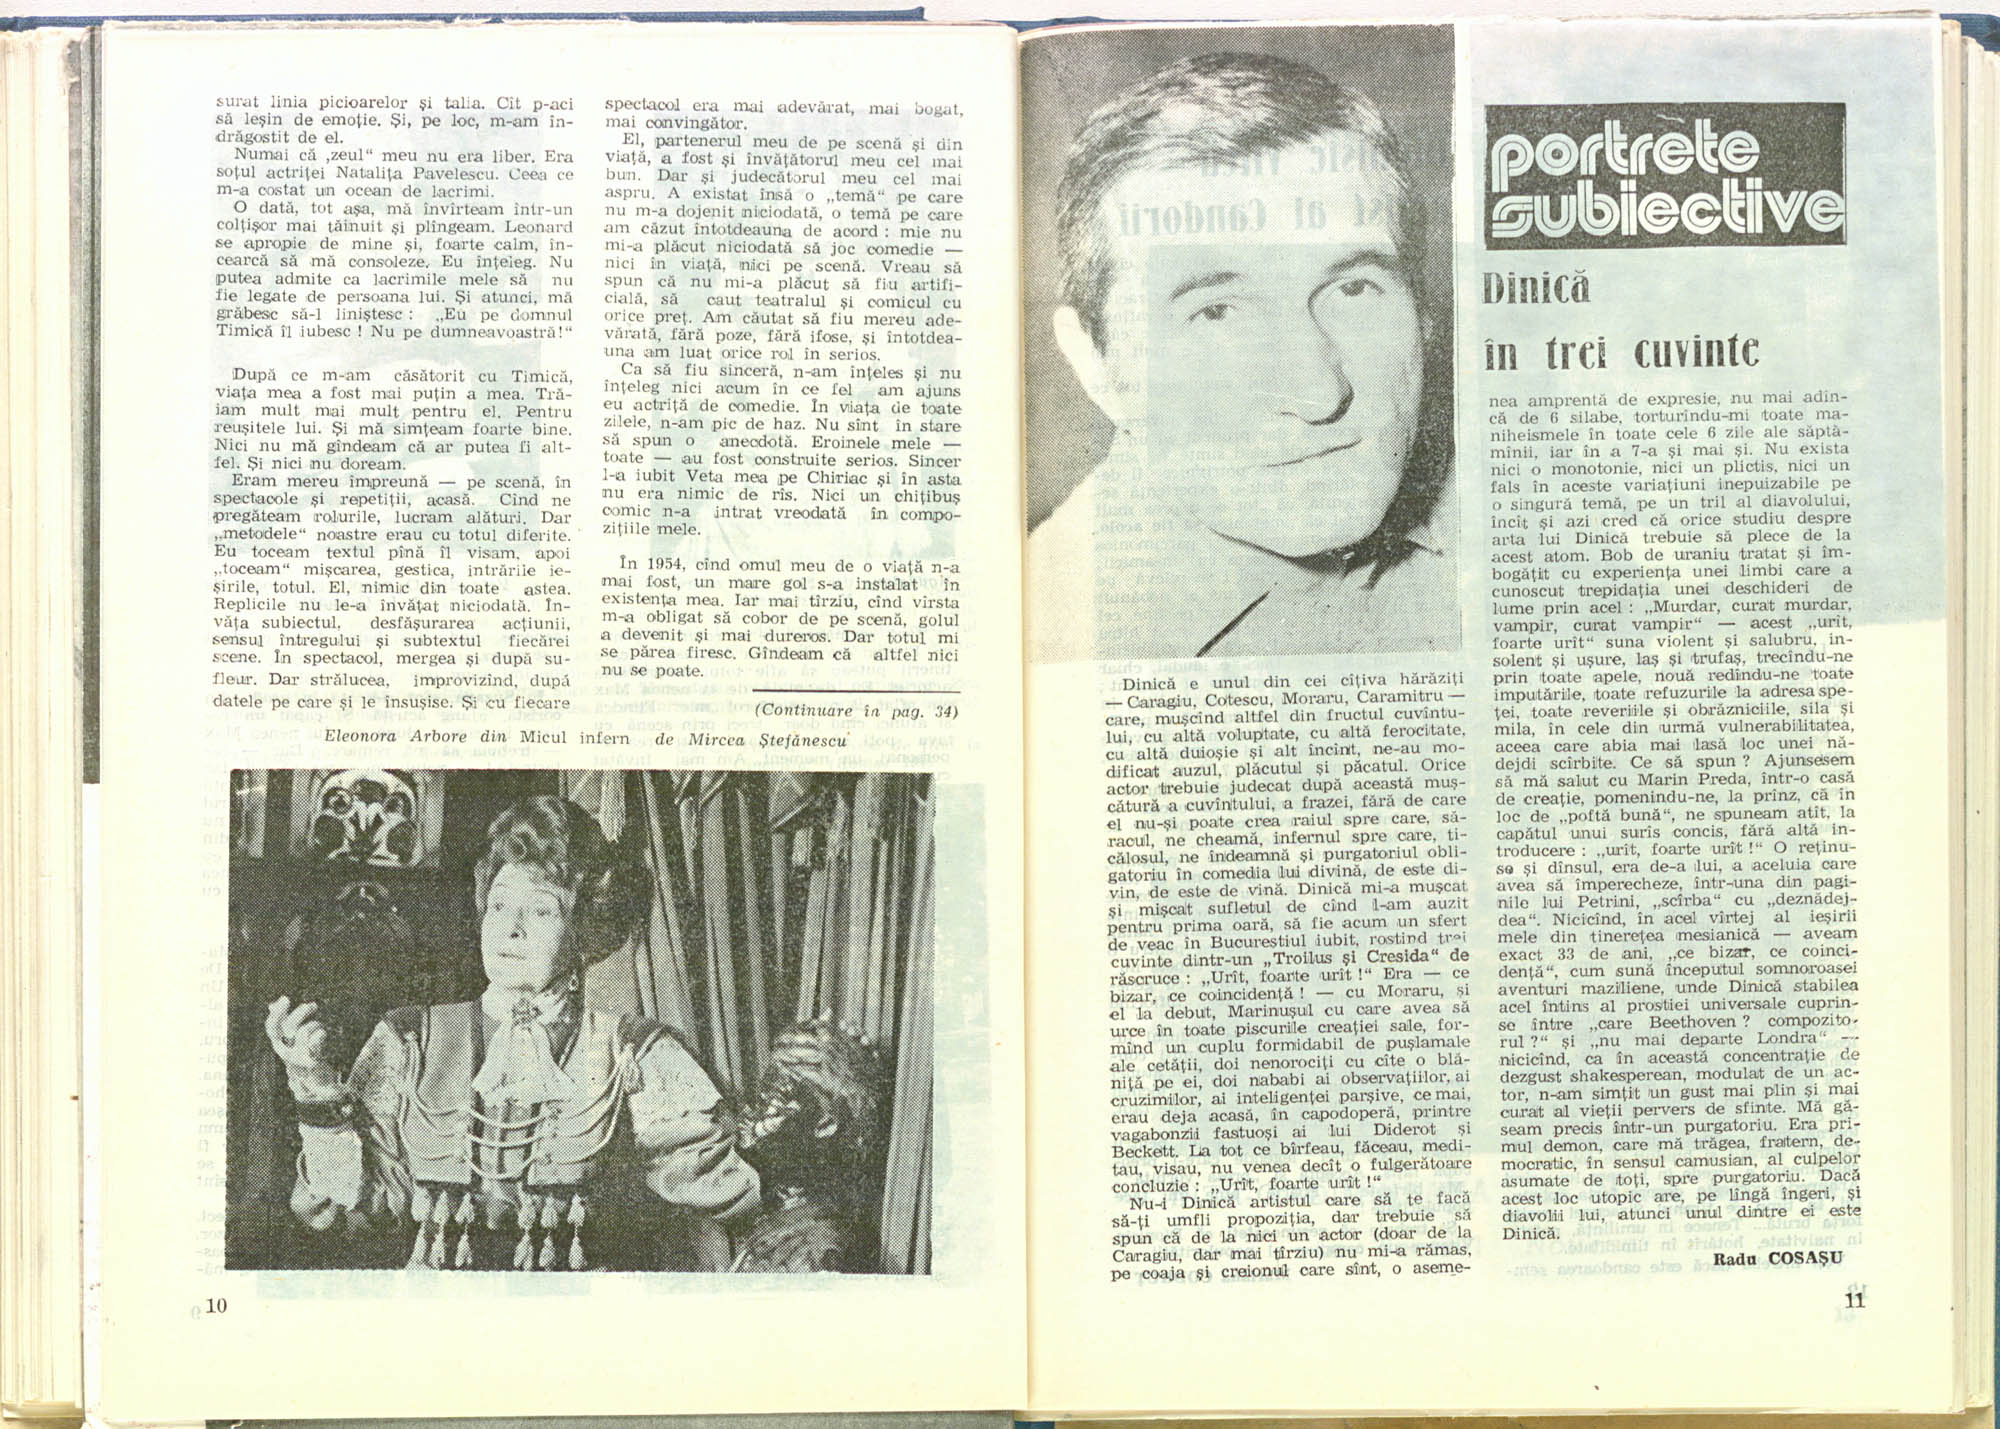 surat linia picioarelor și talia. Cît p-aci
să leșin de emoție. Și, pe loc, m-am în-
drăgostit de el.
Numai că „zeul“ meu nu era liber. Era
soțul actriței Natalița Pavelescu. Ceea ce
m-a costat un ocean de lacrimi.
O dată, tot așa, mă învîrteam într-un
colțișor mai tăinuit și plîngeam. Leonard
se apropie de mine și, foarte calm, în-
cearcă să mă consoleze. Eu înțeleg. Nu
putea admite ca lacrimile mele să nu
fie legate de persoana lui. Și atunci, mă
grăbesc să-l liniștesc : „Eu pe domnul
Timică îl iubesc ! Nu pe dumneavoastră!“
După ce m-am căsătorit cu Timică,
viața mea a fost mai puțin a mea. Tră-
iam mult mai mult pentru el. Pentru
reușitele lui. Și mă simțeam foarte bine.
Nici nu mă gîndeam că ar putea fi alt-
fel. Și nici nu doream.
Eram mereu împreună — pe scenă, în
spectacole și repetiții, acasă. Cînd ne
pregăteam rolurile, lucram alături. Dar
„metodele“ noastre erau cu totul diferite.
Eu toceam textul pînă îl visam, apoi
„toceam“ mișcarea, gestica, intrările ie-
șirile, totul. El, nimic din toate astea.
Replicile nu le-a învățat niciodată. În-
văța subiectul, desfășurarea acțiunii,
sensul întregului și subtextul fiecărei
scene. În spectacol, mergea și după su-
fleur. Dar strălucea, improvizînd, după
datele pe care și le însușise. Și cu fiecare
spectacol era mai adevărat, mai bogat,
mai convingător.
El, partenerul meu de pe scenă și din
viață, a fost și învățătorul meu cel mai
bun. Dar și judecătorul meu cel mai
aspru. A existat însă o „temă“ pe care
nu m-a dojenit niciodată, o temă pe care
am căzut întotdeauna de acord : mie nu
mi-a plăcut niciodată să joc comedie —
nici în viață, nici pe scenă. Vreau să
spun că nu mi-a plăcut să fiu artifi-
cială, să caut teatralul și comicul cu
orice preț. Am căutat să fiu mereu ade-
vărată, fără poze, fără ifose, și întotdea-
una am luat orice rol în serios.
Ca să fiu sinceră, n-am înțeles și nu
înțeleg nici acum în ce fel am ajuns
eu actriță de comedie. În viața de toate
zilele, n-am pic de haz. Nu sînt în stare
să spun o anecdotă. Eroinele mele —
toate — au fost construite serios. Sincer
l-a iubit Veta mea pe Chiriac și în asta
nu era nimic de rîs. Nici un chițibuș
comic n-a intrat vreodată în compo-
zițiile mele.
În 1954, cînd omul meu de o viață n-a
mai fost, un mare gol s-a instalat în
existența mea. Iar mai tîrziu, cînd vîrsta
m-a obligat să cobor de pe scenă, golul
a devenit și mai dureros. Dar totul mi
se părea firesc. Gîndeam că altfel nici
nu se poate.
(Continuare în pag. 34)
Eleonora Arbore din Micul infern de Mircea Ștefănescu
10
portrete
subiective
Dinică
în trei cuvinte
Dinică e unul din cei cîțiva hărăziți
— Caragiu, Cotescu, Moraru, Caramitru —
care, mușcînd altfel din fructul cuvîntu-
lui, cu altă voluptate, cu altă ferocitate,
cu altă duioșie și alt incint, ne-au mo-
dificat auzul, plăcutul și păcatul. Orice
actor trebuie judecat după această muș-
cătură a cuvîntului, a frazei, fără de care
el nu-și poate crea raiul spre care, să-
racul, ne cheamă, infernul spre care, ti-
călosul, ne îndeamnă și purgatoriul obli-
gatoriu în comedia lui divină, de este di-
vin, de este de vină. Dinică mi-a mușcat
și mișcat sufletul de cînd l-am auzit
pentru prima oară, să fie acum un sfert
de veac în Bucureștiul iubit, rostind trei
cuvinte dintr-un „Troilus și Cresida“ de
răscruce : „Urît, foarte urît !“ Era — ce
bizar, ce coincidență ! — cu Moraru, și
el la debut, Marinușul cu care avea să
urce în toate piscurile creației sale, for-
mînd un cuplu formidabil de pușlamale
ale cetății, doi nenorociți cu cîte o blă-
niță pe ei, doi nababi ai observațiilor, ai
cruzimilor, ai inteligenței parșive, ce mai,
erau deja acasă, în capodoperă, printre
vagabonzii fastuoși ai lui Diderot și
Beckett. La tot ce bîrfeau, făceau, medi-
tau, visau, nu venea decît o fulgerătoare
concluzie : „Urît, foarte urît !“
Nu-i Dinică artistul care să te facă
să-ți umfli propoziția, dar trebuie să
spun că de la nici un actor (doar de la
Caragiu, dar mai tîrziu) nu mi-a rămas,
pe coaja și creionul care sînt, o aseme-
nea amprentă de expresie, nu mai adin-
că de 6 silabe, torturîndu-mi toate ma-
niheismele în toate cele 6 zile ale săptă-
mînii, iar în a 7-a și mai și. Nu exista
nici o monotonie, nici un plictis, nici un
fals în aceste variațiuni inepuizabile pe
o singură temă, pe un tril al diavolului,
încît și azi cred că orice studiu despre
arta lui Dinică trebuie să plece de la
acest atom. Bob de uraniu tratat și îm-
bogățit cu experiența unei limbi care a
cunoscut trepidația unei deschideri de
lume prin acel : „Murdar, curat murdar,
vampir, curat vampir“ — acest „urît,
foarte urît“ suna violent și salubru, in-
solent și ușure, laș și trufaș, trecîndu-ne
prin toate apele, nouă redîndu-ne toate
imputările, toate refuzurile la adresa spe-
ței, toate reveriile și obrăzniciile, sila și
mila, în cele din urmă vulnerabilitatea,
aceea care abia mai lasă loc unei nă-
dejdi scîrbite. Ce să spun ? Ajunsesem
să mă salut cu Marin Preda, într-o casă
de creație, pomenindu-ne, la prînz, că în
loc de „poftă bună“, ne spuneam atît, la
capătul unui surîs concis, fără altă in-
troducere : „urît, foarte urît !“ O reținu-
se și dînsul, era de-a lui, a aceluia care
avea să împerecheze, într-una din pagi-
nile lui Petrini, „scîrba“ cu „deznădej-
dea“. Nicicînd, în acel vîrtej al ieșirii
mele din tinerețea mesianică — aveam
exact 33 de ani, „ce bizar, ce coinci-
dență“, cum sună începutul somnoroasei
aventuri maziliene, unde Dinică stabilea
acel întins al prostiei universale cuprin-
se între „care Beethoven ? compozito-
rul ?“ și „nu mai departe Londra“ —
nicicînd, ca în această concentrație de
dezgust shakesperean, modulat de un ac-
tor, n-am simțit un gust mai plin și mai
curat al vieții pervers de sfinte. Mă gă-
seam precis într-un purgatoriu. Era pri-
mul demon, care mă trăgea, fratern, de-
mocratic, în sensul camusian, al culpelor
asumate de toți, spre purgatoriu. Dacă
acest loc utopic are, pe lîngă îngeri, și
diavolii lui, atunci unul dintre ei este
Dinică.
Radu COSAȘU
11